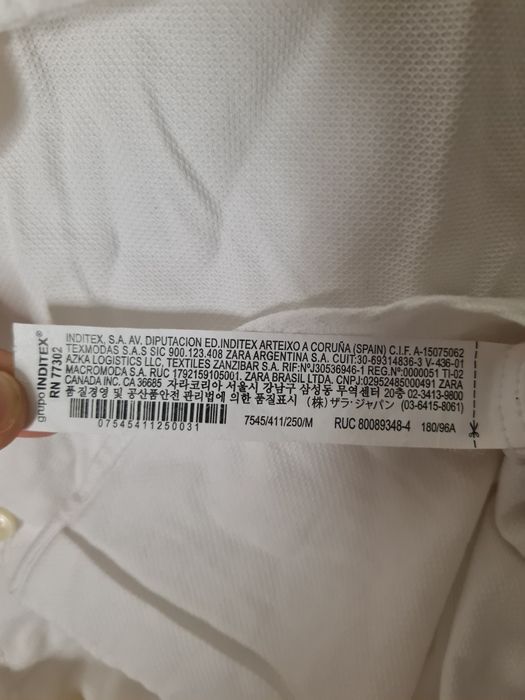 grupo INDITEX®
RN 77302
INDITEX, S.A. AV. DIPUTACION ED.INDITEX ARTEIXO A CORUÑA (SPAIN) C.I.F. A-15075062
TEXMODAS S.A.S SIC 900.123.408 ZARA ARGENTINA S.A. CUIT:30-69314836-3 V-436-01
AZKA LOGISTICS LLC, TEXTILES ZANZIBAR S.A. RIF:NºJ30536946-1 REG.Nº:0000051 TT-02
MACROMODA S.A. RUC 1792159105001. ZARA BRASIL LTDA. CNPJ:02952485000491 ZARA
CANADA INC. CA 36685 자라코리아 서울시 강남구 삼성동 무역센터 20층 02-3413-9800
품질경영 및 공산품안전 관리법에 의한 품질표시 (株) ザラ・ジャパン (03-6415-8061)
07545411250031
7545/411/250/M RUC 80089348-4 180/96A